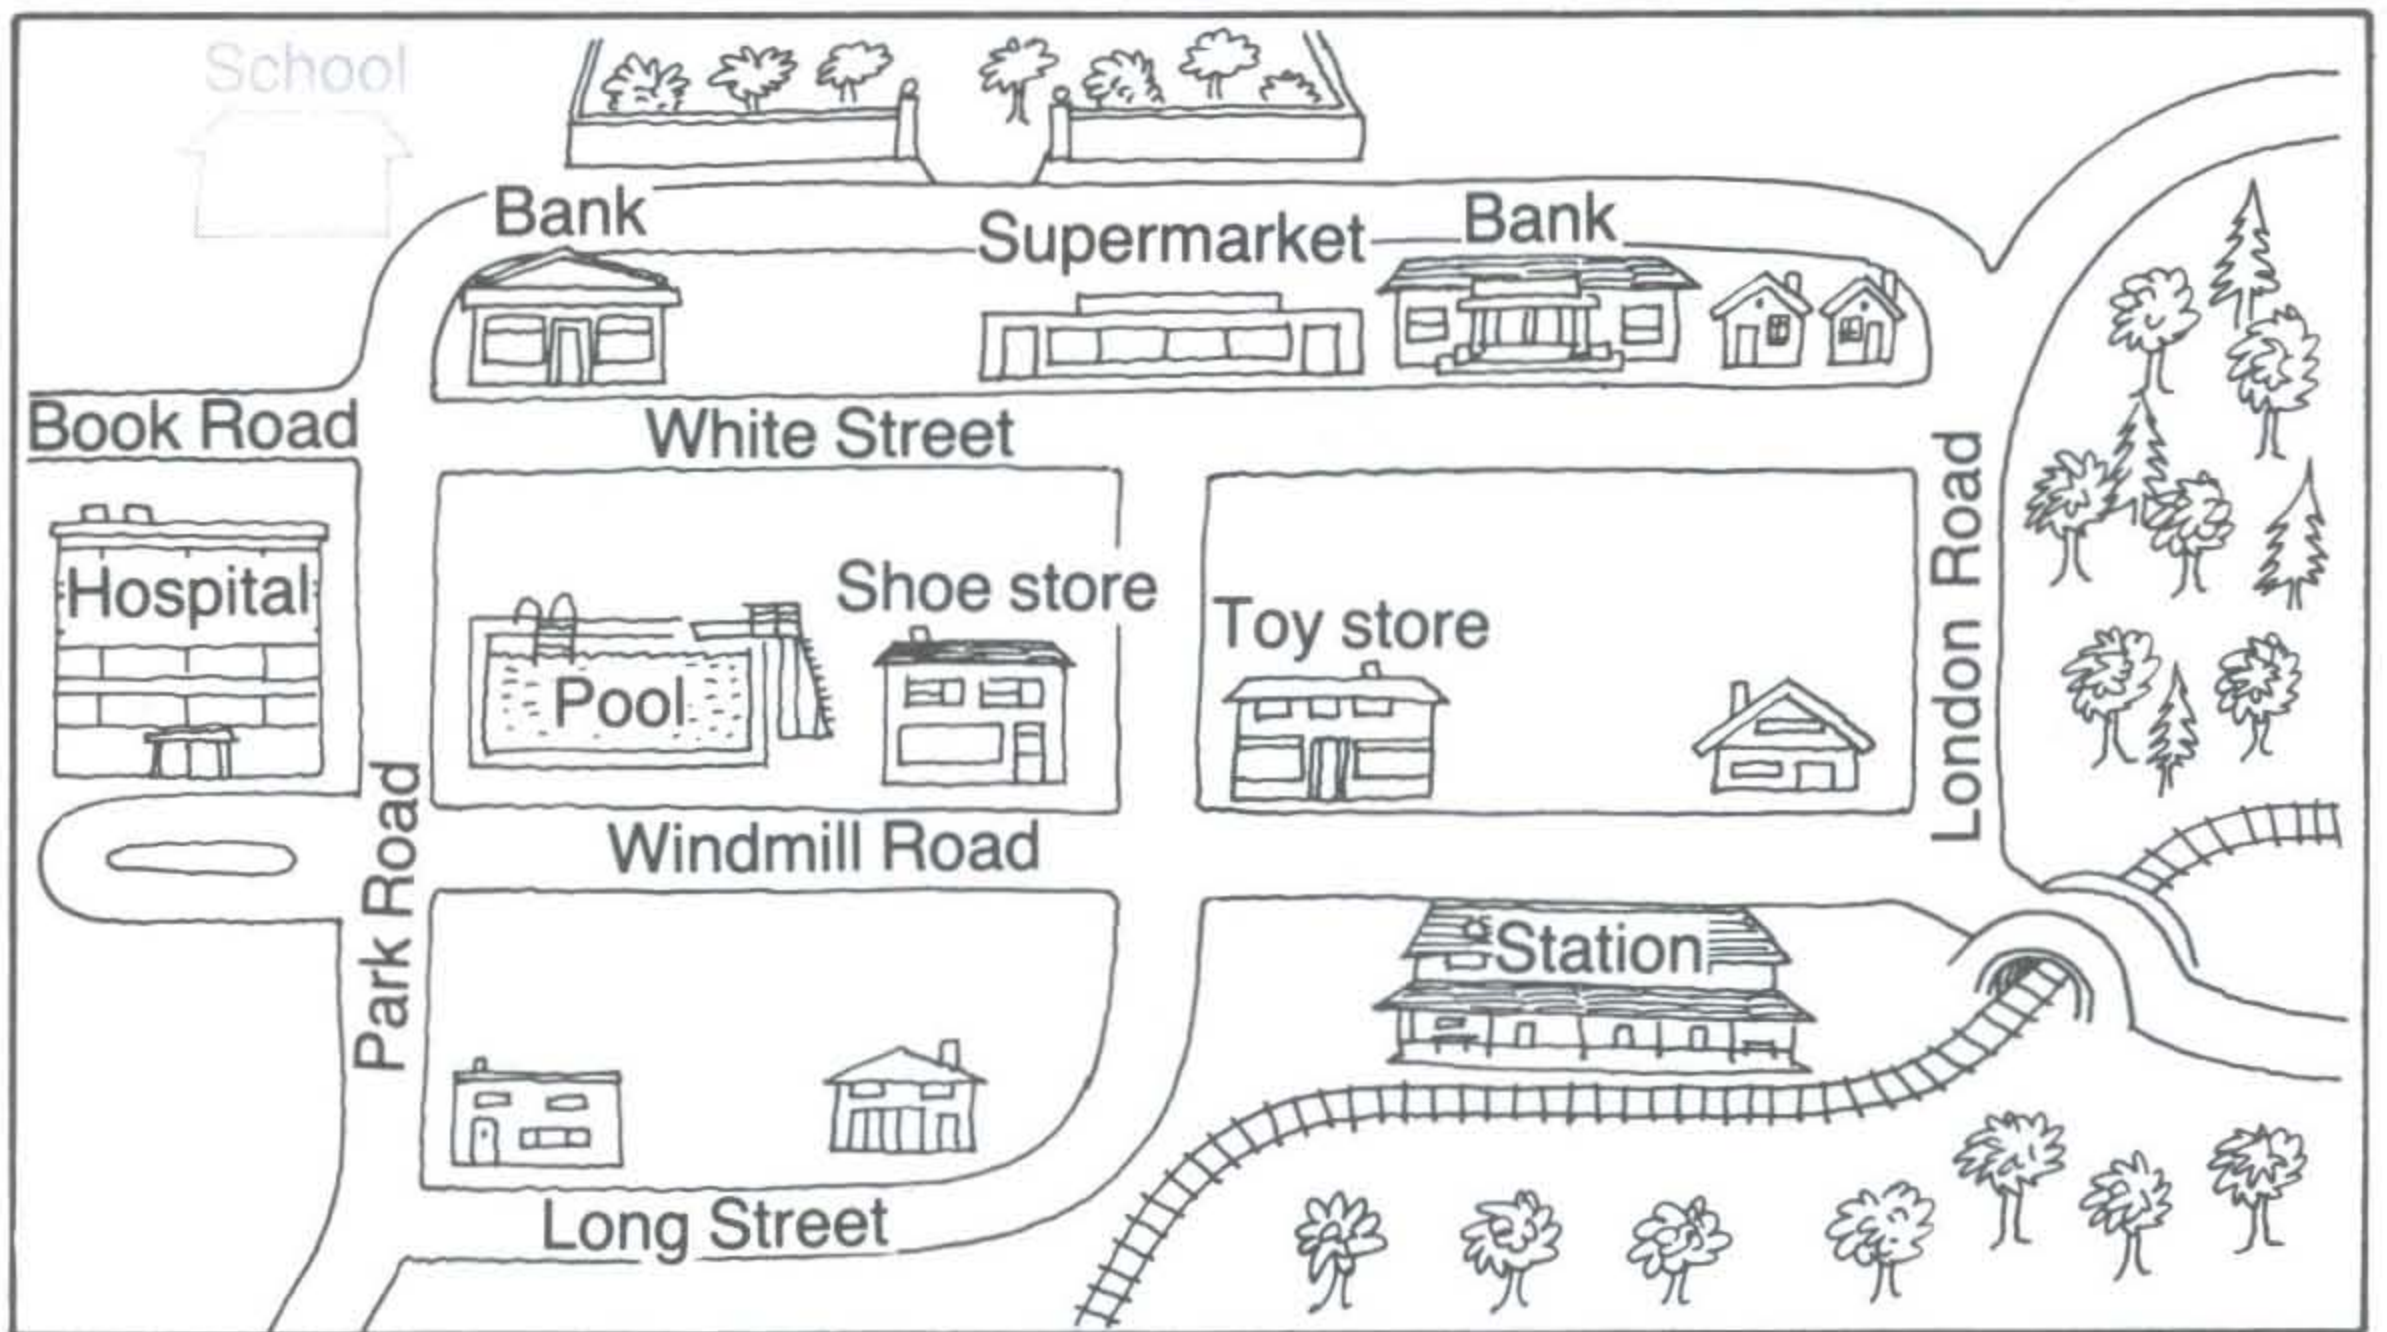 School
Bank
Supermarket
Bank
Book Road
White Street
Hospital
Shoe store
Toy store
Pool
London Road
Park Road
Windmill Road
Station
Long Street